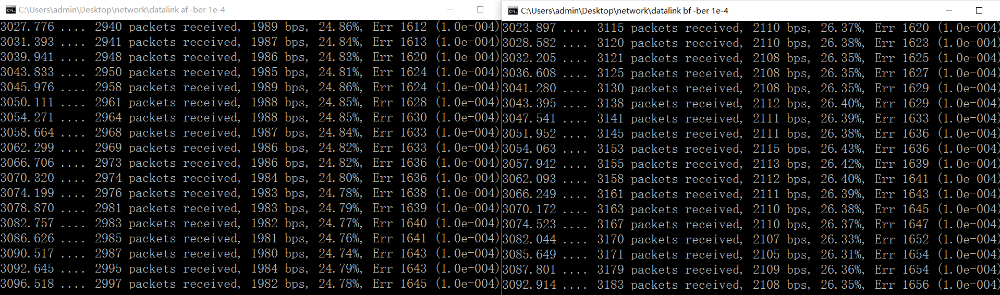 C:\Users\admin\Desktop\network\datalink af -ber 1e-4
3027.776 .... 2940 packets received, 1989 bps, 24.86%, Err 1612 (1.0e-004)
3031.393 .... 2941 packets received, 1987 bps, 24.84%, Err 1613 (1.0e-004)
3039.941 .... 2948 packets received, 1986 bps, 24.83%, Err 1620 (1.0e-004)
3043.833 .... 2950 packets received, 1985 bps, 24.81%, Err 1624 (1.0e-004)
3045.976 .... 2958 packets received, 1989 bps, 24.86%, Err 1624 (1.0e-004)
3050.111 .... 2961 packets received, 1988 bps, 24.85%, Err 1628 (1.0e-004)
3054.271 .... 2964 packets received, 1988 bps, 24.85%, Err 1630 (1.0e-004)
3058.664 .... 2968 packets received, 1987 bps, 24.84%, Err 1633 (1.0e-004)
3062.299 .... 2969 packets received, 1986 bps, 24.82%, Err 1633 (1.0e-004)
3066.706 .... 2973 packets received, 1986 bps, 24.82%, Err 1636 (1.0e-004)
3070.320 .... 2974 packets received, 1984 bps, 24.80%, Err 1636 (1.0e-004)
3074.199 .... 2976 packets received, 1983 bps, 24.78%, Err 1638 (1.0e-004)
3078.870 .... 2981 packets received, 1983 bps, 24.79%, Err 1639 (1.0e-004)
3082.757 .... 2983 packets received, 1982 bps, 24.77%, Err 1640 (1.0e-004)
3086.626 .... 2985 packets received, 1981 bps, 24.76%, Err 1641 (1.0e-004)
3090.517 .... 2987 packets received, 1980 bps, 24.74%, Err 1643 (1.0e-004)
3092.645 .... 2995 packets received, 1984 bps, 24.79%, Err 1643 (1.0e-004)
3096.518 .... 2997 packets received, 1982 bps, 24.78%, Err 1645 (1.0e-004)
C:\Users\admin\Desktop\network\datalink bf -ber 1e-4
3023.897 .... 3115 packets received, 2110 bps, 26.37%, Err 1620 (1.0e-004)
3028.582 .... 3120 packets received, 2110 bps, 26.38%, Err 1623 (1.0e-004)
3032.205 .... 3121 packets received, 2108 bps, 26.35%, Err 1625 (1.0e-004)
3036.608 .... 3125 packets received, 2108 bps, 26.35%, Err 1627 (1.0e-004)
3041.280 .... 3130 packets received, 2108 bps, 26.35%, Err 1629 (1.0e-004)
3043.395 .... 3138 packets received, 2112 bps, 26.40%, Err 1629 (1.0e-004)
3047.541 .... 3141 packets received, 2111 bps, 26.39%, Err 1633 (1.0e-004)
3051.952 .... 3145 packets received, 2111 bps, 26.38%, Err 1636 (1.0e-004)
3054.063 .... 3153 packets received, 2115 bps, 26.43%, Err 1636 (1.0e-004)
3057.942 .... 3155 packets received, 2113 bps, 26.42%, Err 1639 (1.0e-004)
3062.093 .... 3158 packets received, 2112 bps, 26.40%, Err 1641 (1.0e-004)
3066.249 .... 3161 packets received, 2111 bps, 26.39%, Err 1643 (1.0e-004)
3070.172 .... 3163 packets received, 2110 bps, 26.38%, Err 1645 (1.0e-004)
3074.523 .... 3167 packets received, 2110 bps, 26.37%, Err 1647 (1.0e-004)
3082.044 .... 3170 packets received, 2107 bps, 26.33%, Err 1652 (1.0e-004)
3085.649 .... 3171 packets received, 2105 bps, 26.31%, Err 1654 (1.0e-004)
3087.801 .... 3179 packets received, 2109 bps, 26.36%, Err 1654 (1.0e-004)
3092.914 .... 3183 packets received, 2108 bps, 26.35%, Err 1656 (1.0e-004)